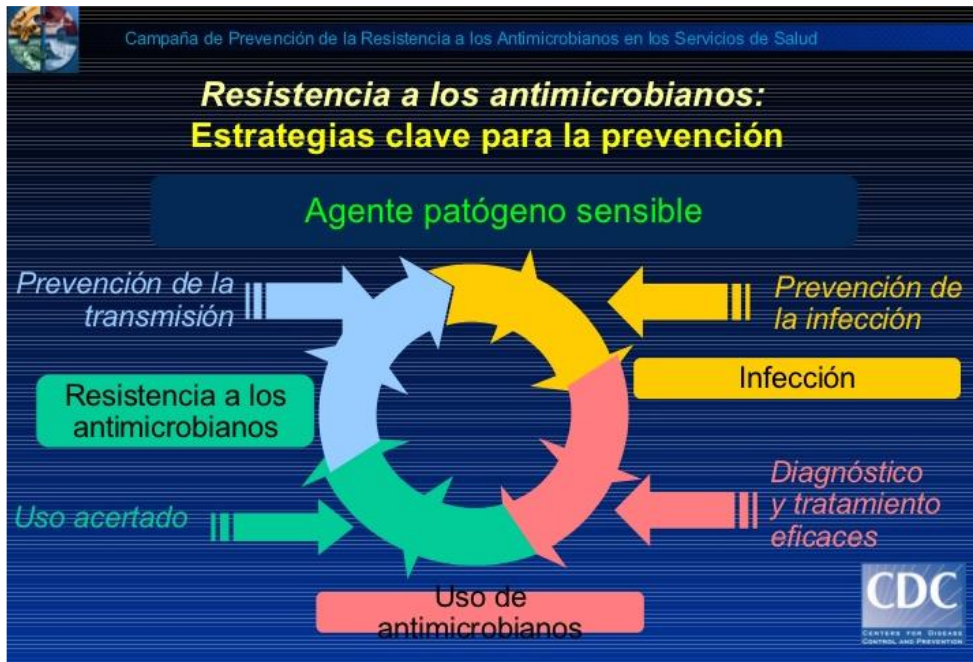 Campaña de Prevención de la Resistencia a los Antimicrobianos en los Servicios de Salud
Resistencia a los antimicrobianos:
Estrategias clave para la prevención
Agente patógeno sensible
Prevención de la
transmisión
Prevención de
la infección
Infección
Resistencia a los
antimicrobianos
Uso acertado
Diagnóstico
y tratamiento
eficaces
Uso de
antimicrobianos
CDC
CENTERS FOR DISEASE
CONTROL AND PREVENTION